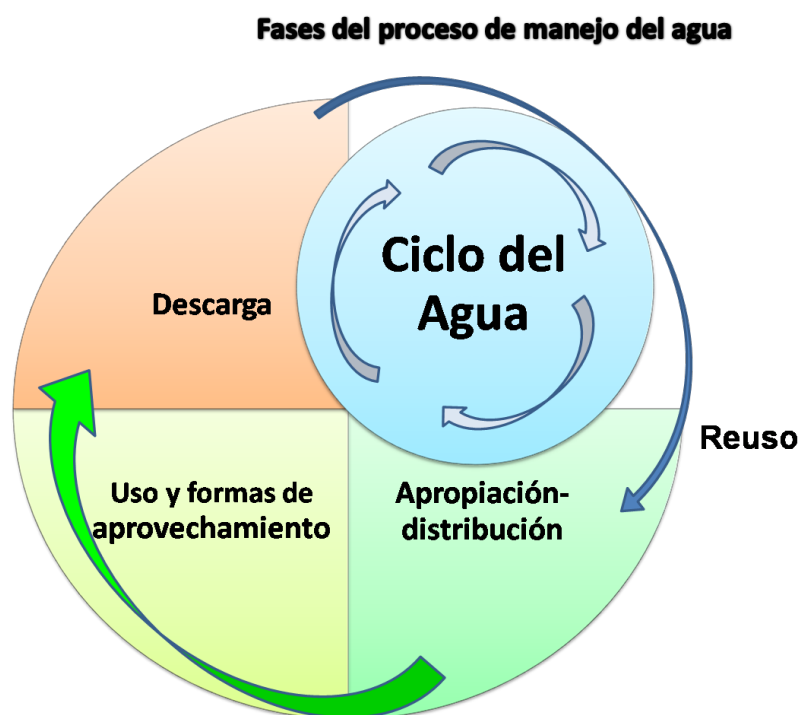 Fases del proceso de manejo del agua
Ciclo del
Agua
Descarga
Reuso
Uso y formas de
aprovechamiento
Apropiación-
distribución